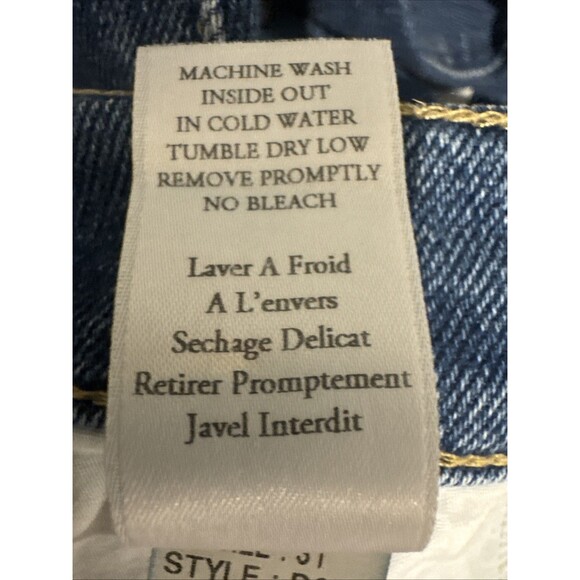 MACHINE WASH
INSIDE OUT
IN COLD WATER
TUMBLE DRY LOW
REMOVE PROMPTLY
NO BLEACH
Laver A Froid
A L'envers
Sechage Delicat
Retirer Promptement
Javel Interdit
STYLE :